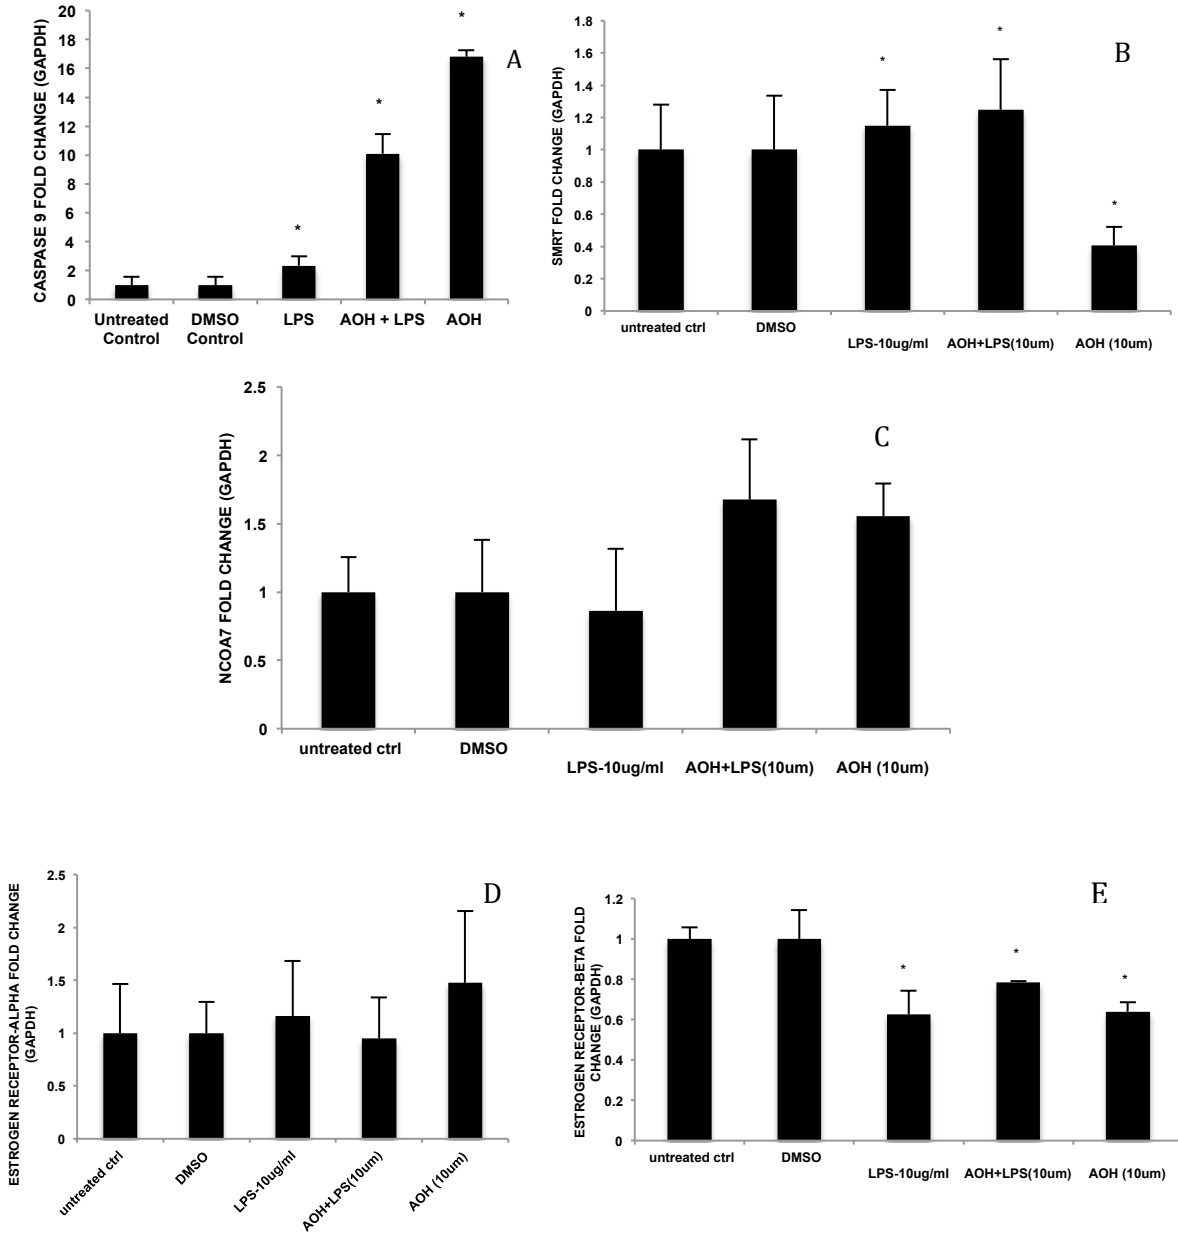 CASPASE 9 FOLD CHANGE (GAPDH)
20
18
16
14
12
10
8
6
4
2
0
*
*
*
A
Untreated Control
DMSO Control
LPS
AOH + LPS
AOH
SMRT FOLD CHANGE (GAPDH)
1.8
1.6
1.4
1.2
1
0.8
0.6
0.4
0.2
0
*
*
*
B
untreated ctrl
DMSO
LPS-10ug/ml
AOH+LPS(10um)
AOH (10um)
NCOA7 FOLD CHANGE (GAPDH)
2.5
2
1.5
1
0.5
0
C
untreated ctrl
DMSO
LPS-10ug/ml
AOH+LPS(10um)
AOH (10um)
ESTROGEN RECEPTOR-ALPHA FOLD CHANGE
(GAPDH)
2.5
2
1.5
1
0.5
0
D
untreated ctrl
DMSO
LPS-10ug/ml
AOH+LPS(10um)
AOH (10um)
ESTROGEN RECEPTOR-BETA FOLD
CHANGE (GAPDH)
1.2
1
0.8
0.6
0.4
0.2
0
*
*
*
E
untreated ctrl
DMSO
LPS-10ug/ml
AOH+LPS(10um)
AOH (10um)